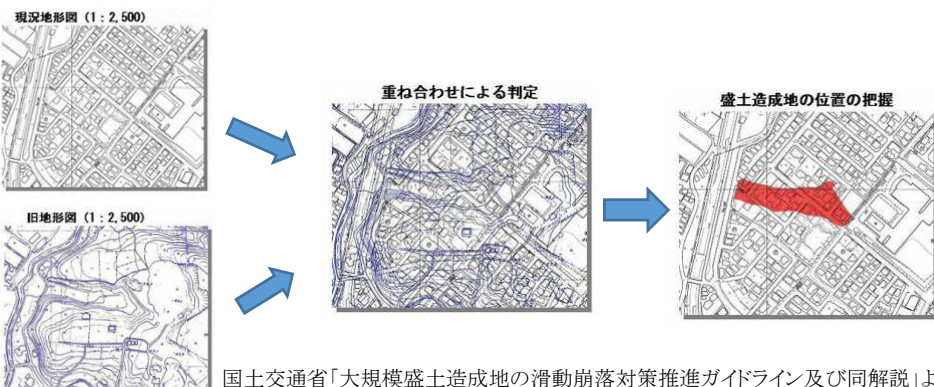 現況地形図（1：2,500）
重ね合わせによる判定
盛土造成地の位置の把握
旧地形図（1：2,500）
国土交通省「大規模盛土造成地の滑動崩落対策推進ガイドライン及び同解説」よ